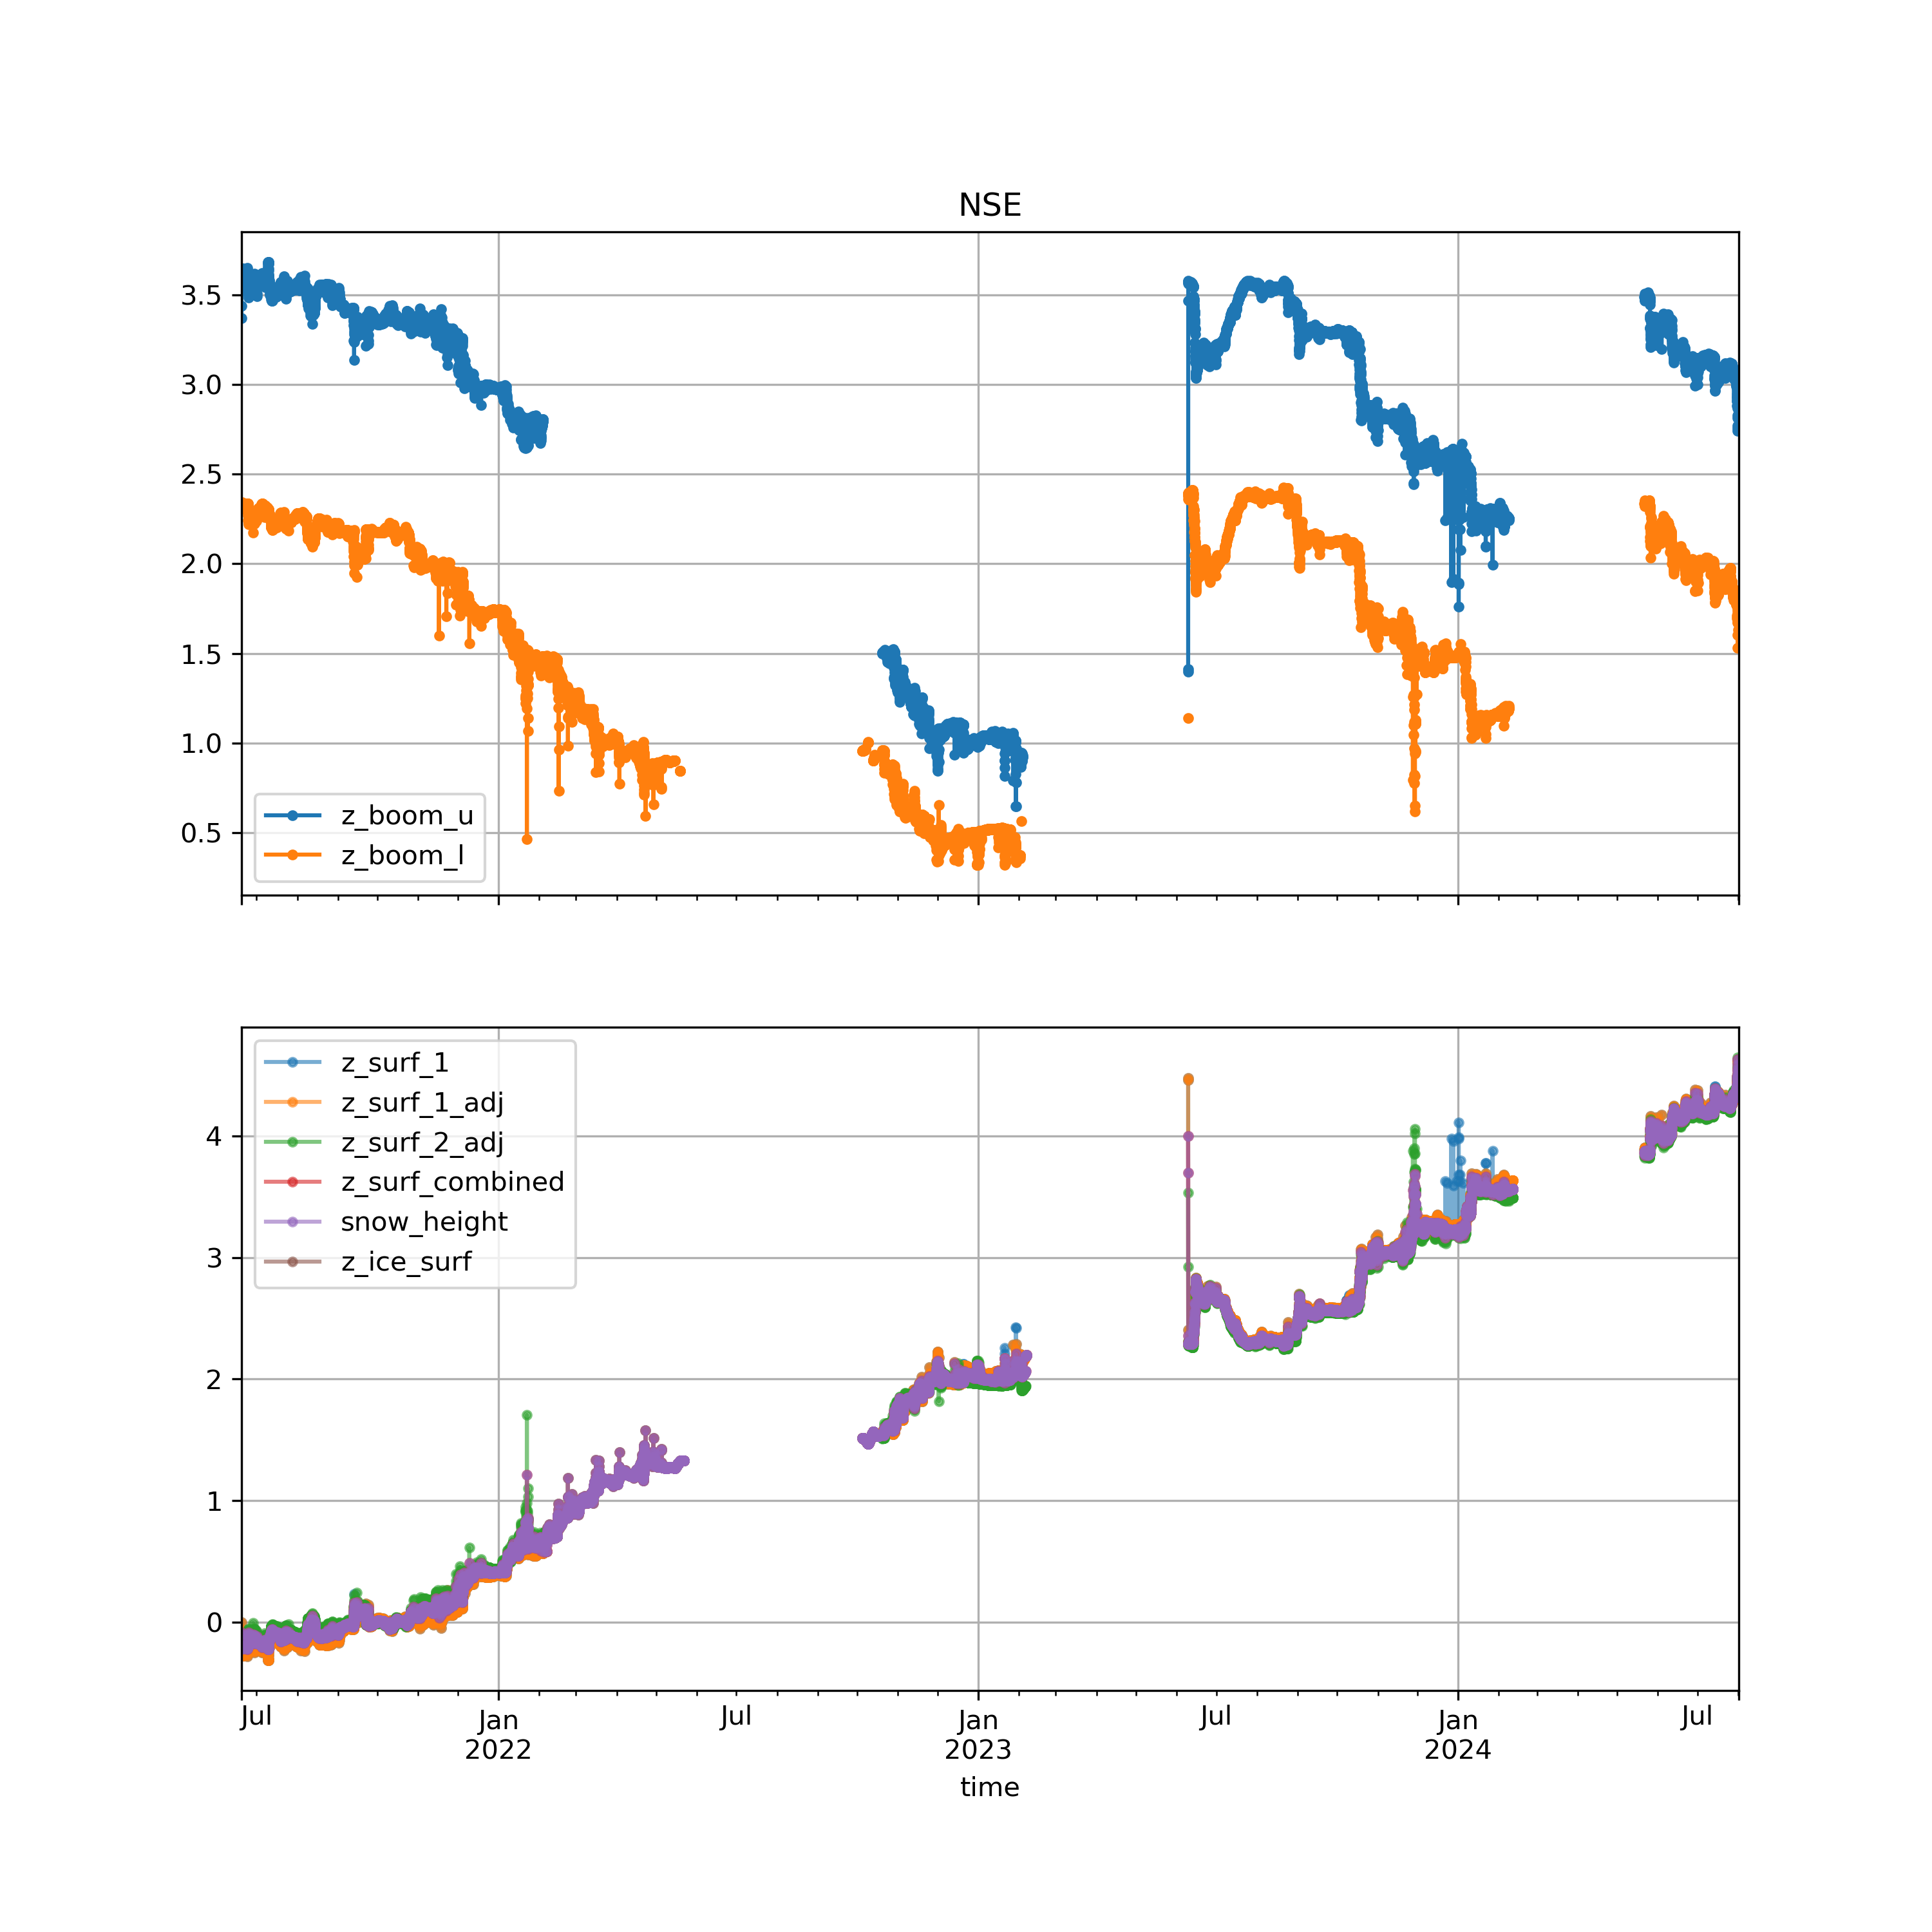 NSE
3.5
3.0
2.5
2.0
1.5
1.0
0.5
z_boom_u
z_boom_l
z_surf_1
z_surf_1_adj
z_surf_2_adj
z_surf_combined
snow_height
z_ice_surf
4
3
2
1
0
Jul Jan Jul Jan Jul Jan Jul
2022 2023 2024
time